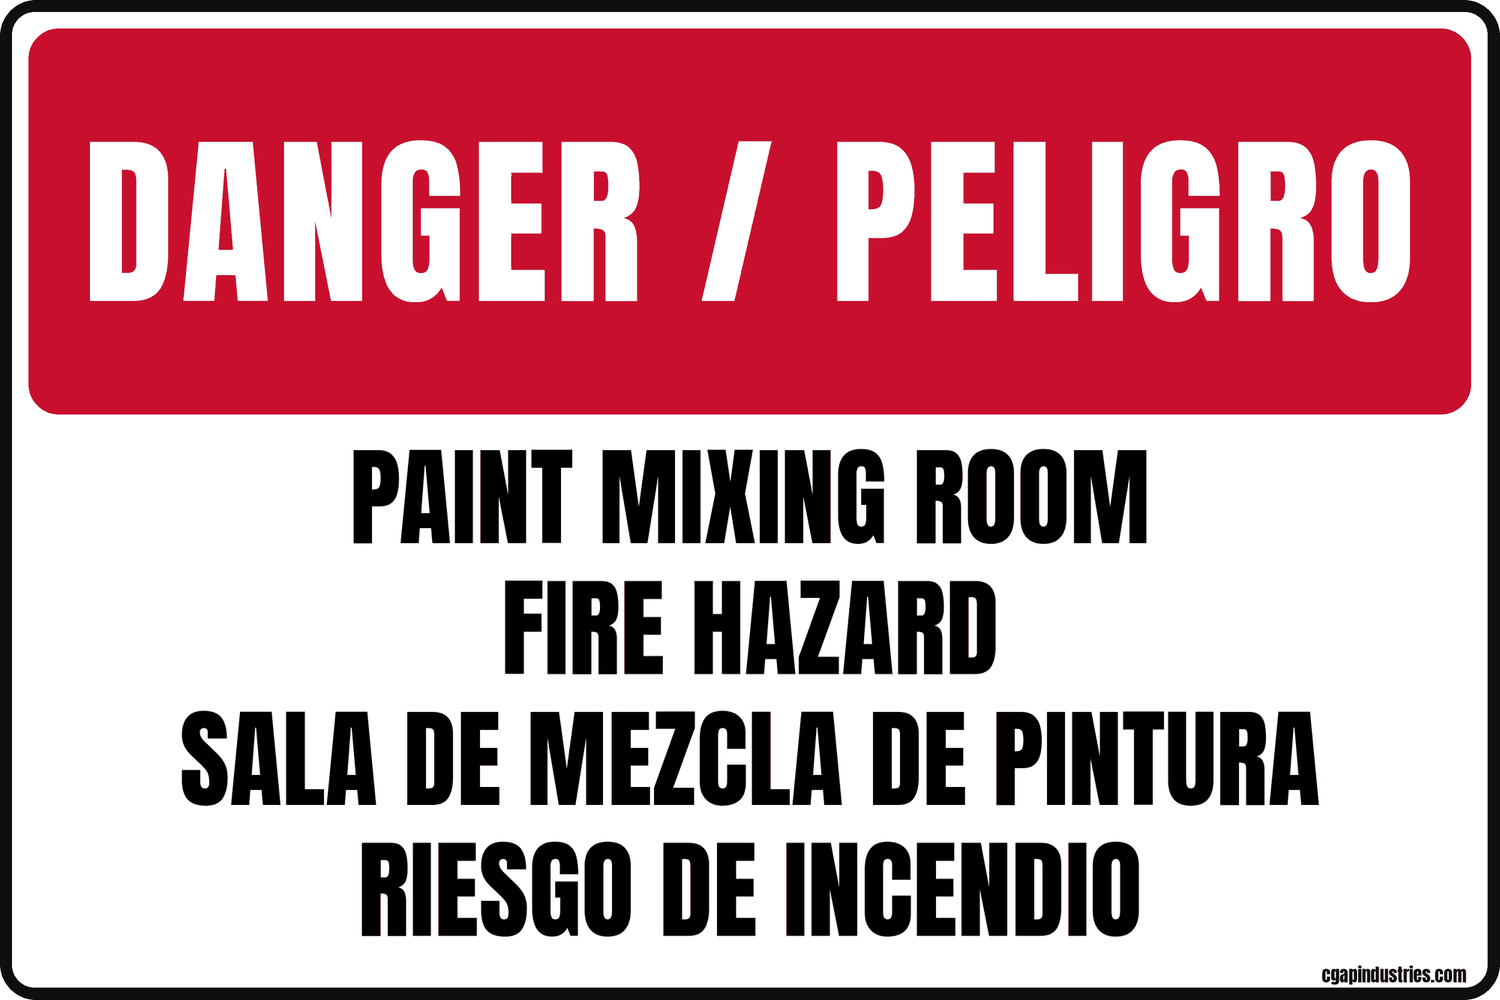 DANGER / PELIGRO
PAINT MIXING ROOM
FIRE HAZARD
SALA DE MEZCLA DE PINTURA
RIESGO DE INCENDIO
cgapindustries.com